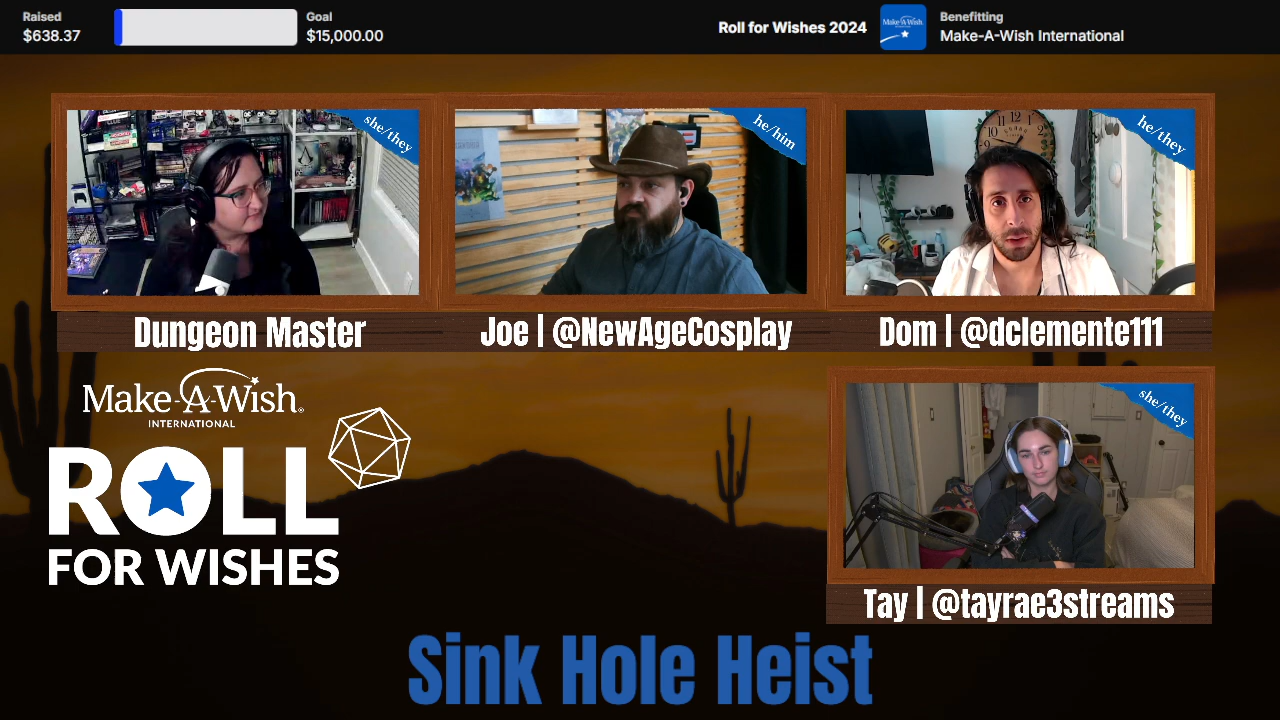 Raised
$638.37
Goal
$15,000.00
Roll for Wishes 2024
Make-A-Wish
Benefitting
Make-A-Wish International
she/they
he/him
he/they
Dungeon Master
Joe | @NewAgeCosplay
Dom | @dclemente111
Make-A-Wish®
INTERNATIONAL
ROLL
FOR WISHES
she/they
Tay | @tayrae3streams
Sink Hole Heist